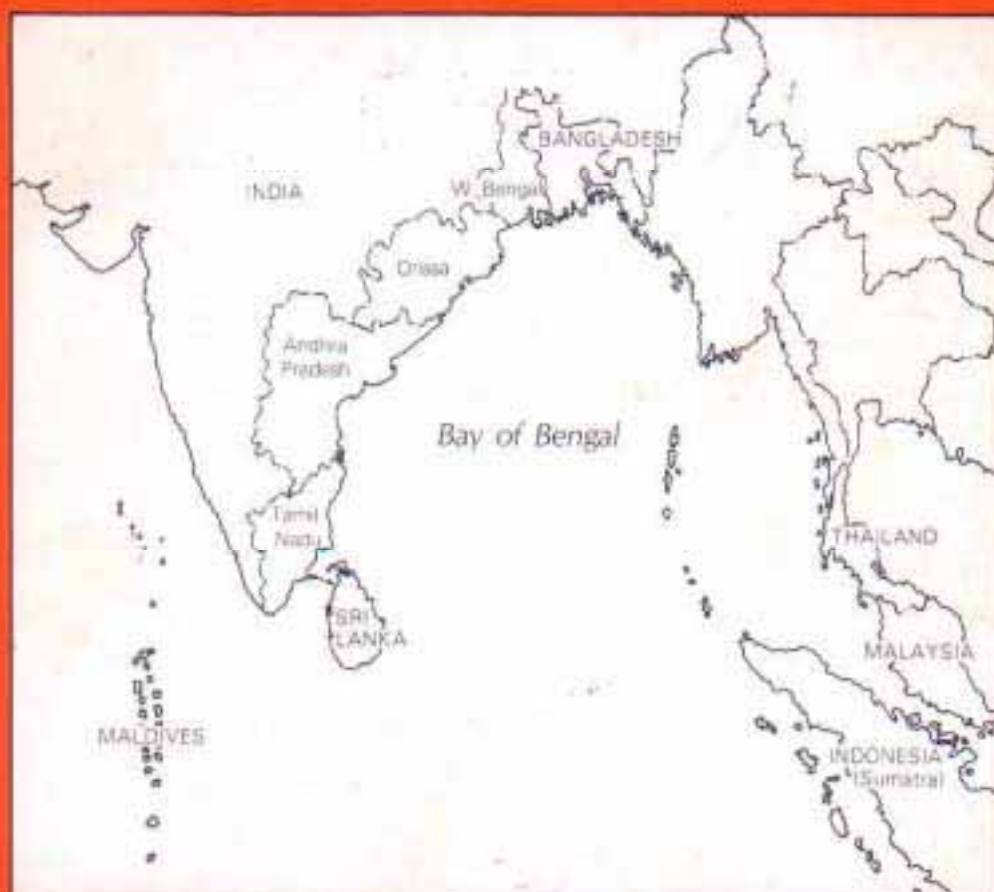 BANGLADESH
INDIA
W. Bengal
Orissa
Andhra
Pradesh
Bay of Bengal
Tamil
Nadu
THAILAND
SRI
LANKA
MALAYSIA
MALDIVES
INDONESIA
(Sumatra)